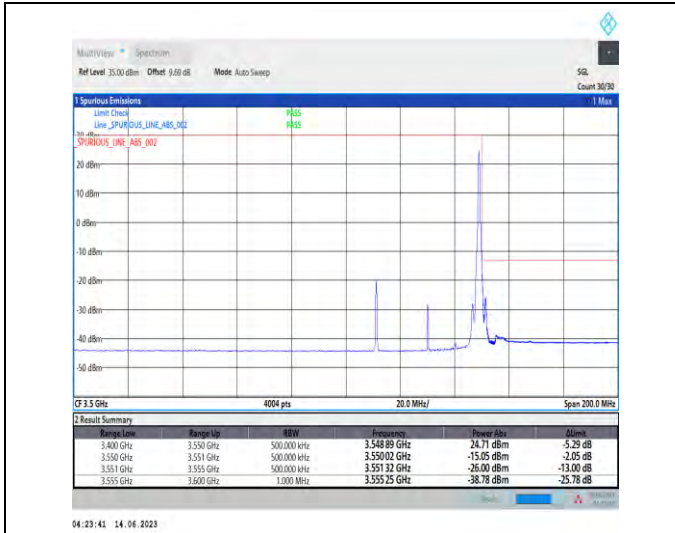 MultiView Spectrum
Ref Level 35.00 dBm Offset 9.69 dB Mode Auto Sweep SGL
Count 30/30
1 Spurious Emissions 1 Max
Limit Check PASS
Line _SPURIOUS_LINE_ABS_002 PASS
_SPURIOUS_LINE_ABS_002
20 dBm
10 dBm
0 dBm
-10 dBm
-20 dBm
-30 dBm
-40 dBm
-50 dBm
CF 3.5 GHz 4004 pts 20.0 MHz/ Span 200.0 MHz
2 Result Summary
Range Low Range Up RBW Frequency Power Abs ΔLimit
3.400 GHz 3.550 GHz 500.000 kHz 3.548 89 GHz 24.71 dBm -5.29 dB
3.550 GHz 3.551 GHz 500.000 kHz 3.550 02 GHz -15.05 dBm -2.05 dB
3.551 GHz 3.555 GHz 500.000 kHz 3.551 32 GHz -26.00 dBm -13.00 dB
3.555 GHz 3.600 GHz 1.000 MHz 3.555 25 GHz -38.78 dBm -25.78 dB
04:23:41 14.06.2023